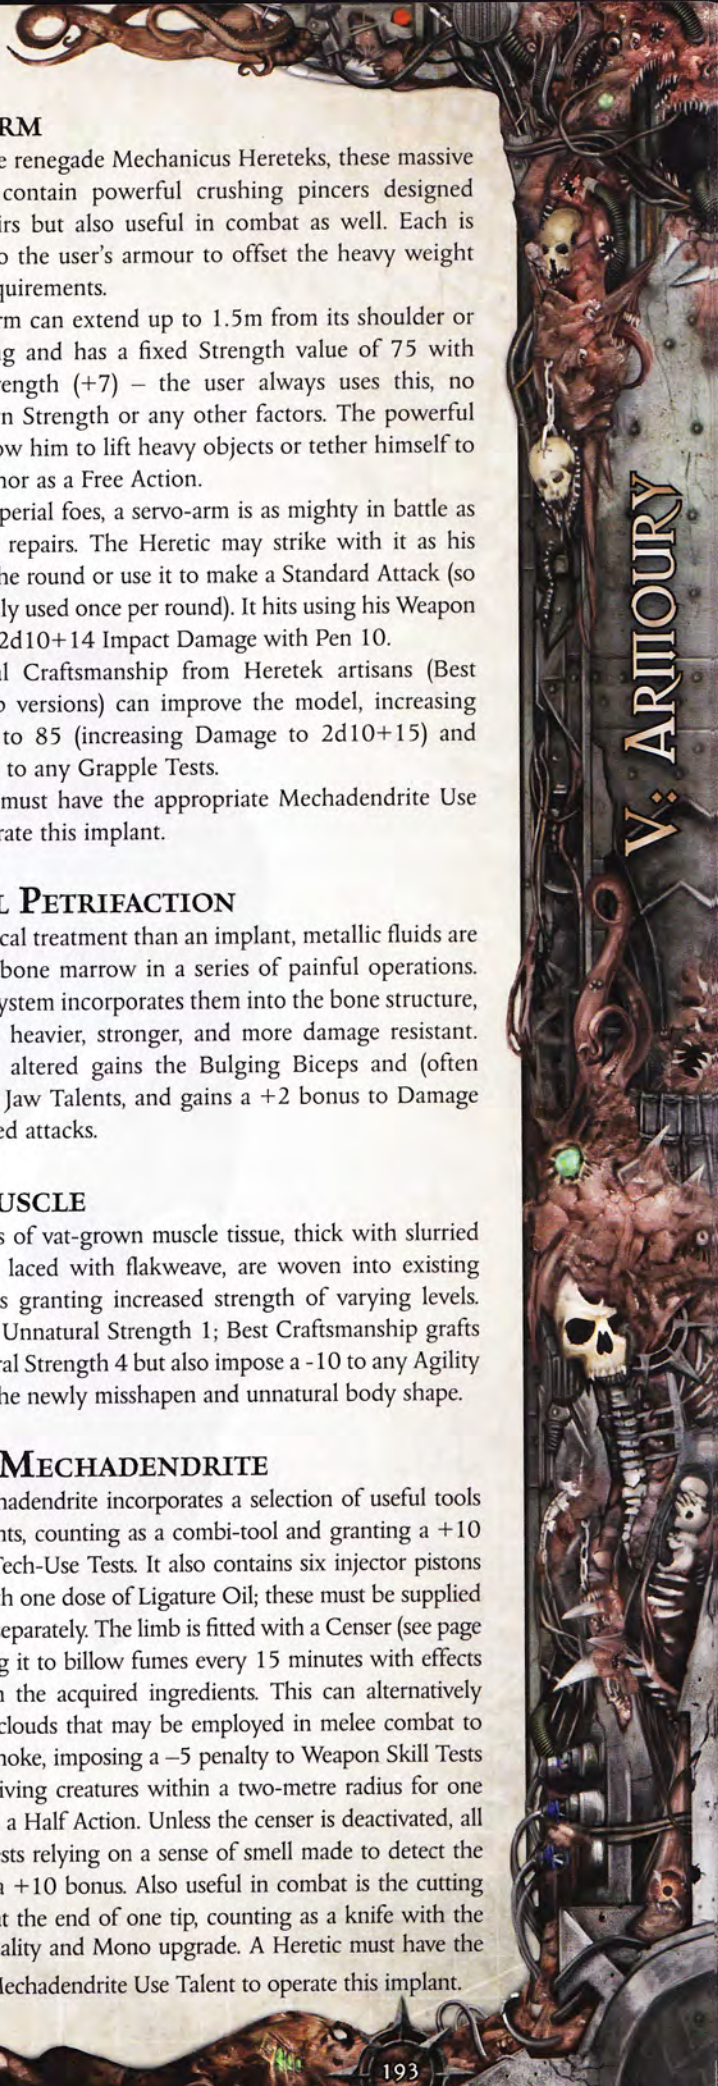 RM
e renegade Mechanicus Hereteks, these massive
contain powerful crushing pincers designed
irs but also useful in combat as well. Each is
o the user's armour to offset the heavy weight
quirements.
rm can extend up to 1.5m from its shoulder or
ng and has a fixed Strength value of 75 with
rength (+7) – the user always uses this, no
n Strength or any other factors. The powerful
ow him to lift heavy objects or tether himself to
hor as a Free Action.
perial foes, a servo-arm is as mighty in battle as
repairs. The Heretic may strike with it as his
he round or use it to make a Standard Attack (so
ly used once per round). It hits using his Weapon
2d10+14 Impact Damage with Pen 10.
al Craftsmanship from Heretek artisans (Best
p versions) can improve the model, increasing
to 85 (increasing Damage to 2d10+15) and
to any Grapple Tests.
must have the appropriate Mechadendrite Use
rate this implant.
L PETRIFACTION
ical treatment than an implant, metallic fluids are
bone marrow in a series of painful operations.
ystem incorporates them into the bone structure,
heavier, stronger, and more damage resistant.
altered gains the Bulging Biceps and (often
Jaw Talents, and gains a +2 bonus to Damage
ed attacks.
USCLE
s of vat-grown muscle tissue, thick with slurried
laced with flakweave, are woven into existing
s granting increased strength of varying levels.
Unnatural Strength 1; Best Craftsmanship grafts
ral Strength 4 but also impose a -10 to any Agility
he newly misshapen and unnatural body shape.
MECHADENDRITE
hadendrite incorporates a selection of useful tools
nts, counting as a combi-tool and granting a +10
Tech-Use Tests. It also contains six injector pistons
h one dose of Ligature Oil; these must be supplied
eparately. The limb is fitted with a Censer (see page
g it to billow fumes every 15 minutes with effects
n the acquired ingredients. This can alternatively
clouds that may be employed in melee combat to
hoke, imposing a –5 penalty to Weapon Skill Tests
iving creatures within a two-metre radius for one
a Half Action. Unless the censer is deactivated, all
sts relying on a sense of smell made to detect the
a +10 bonus. Also useful in combat is the cutting
at the end of one tip, counting as a knife with the
ality and Mono upgrade. A Heretic must have the
Mechadendrite Use Talent to operate this implant.
V: ARMOURY
193